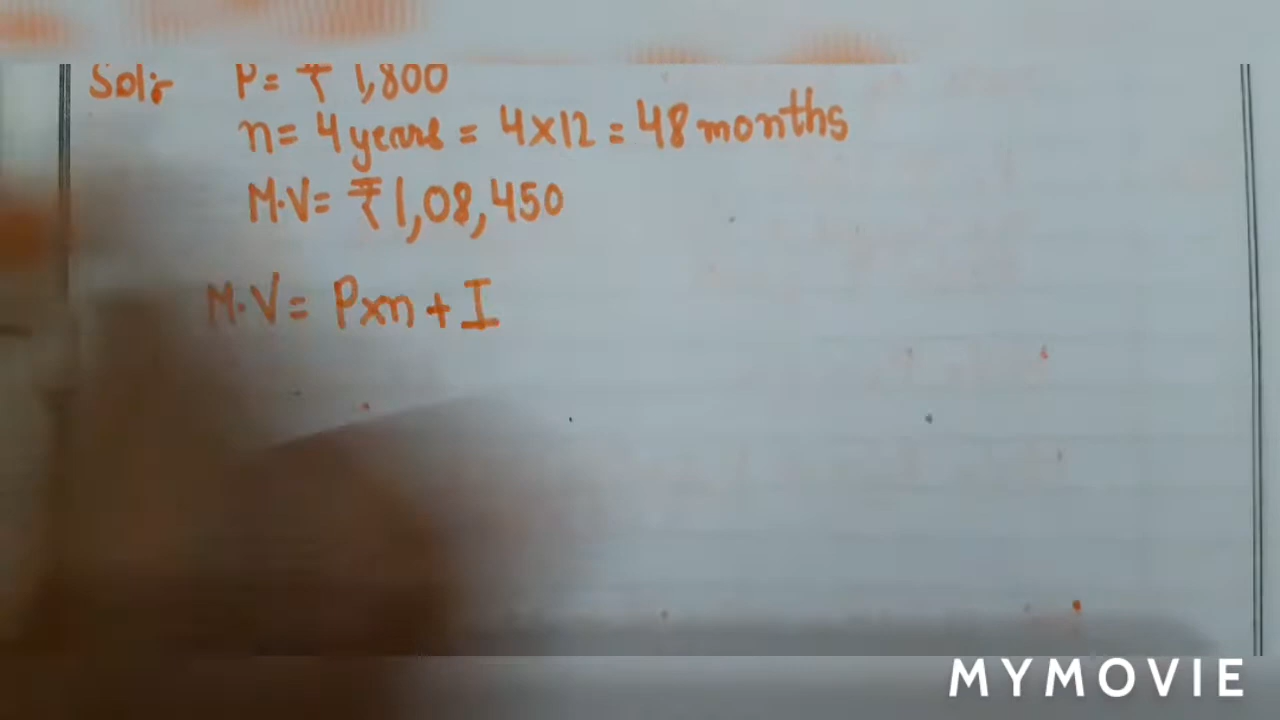 Sol:- P = ₹ 1,800
n = 4 years = 4×12 = 48 months
M.V = ₹1,08,450
M.V = P×n + I
MYMOVIE